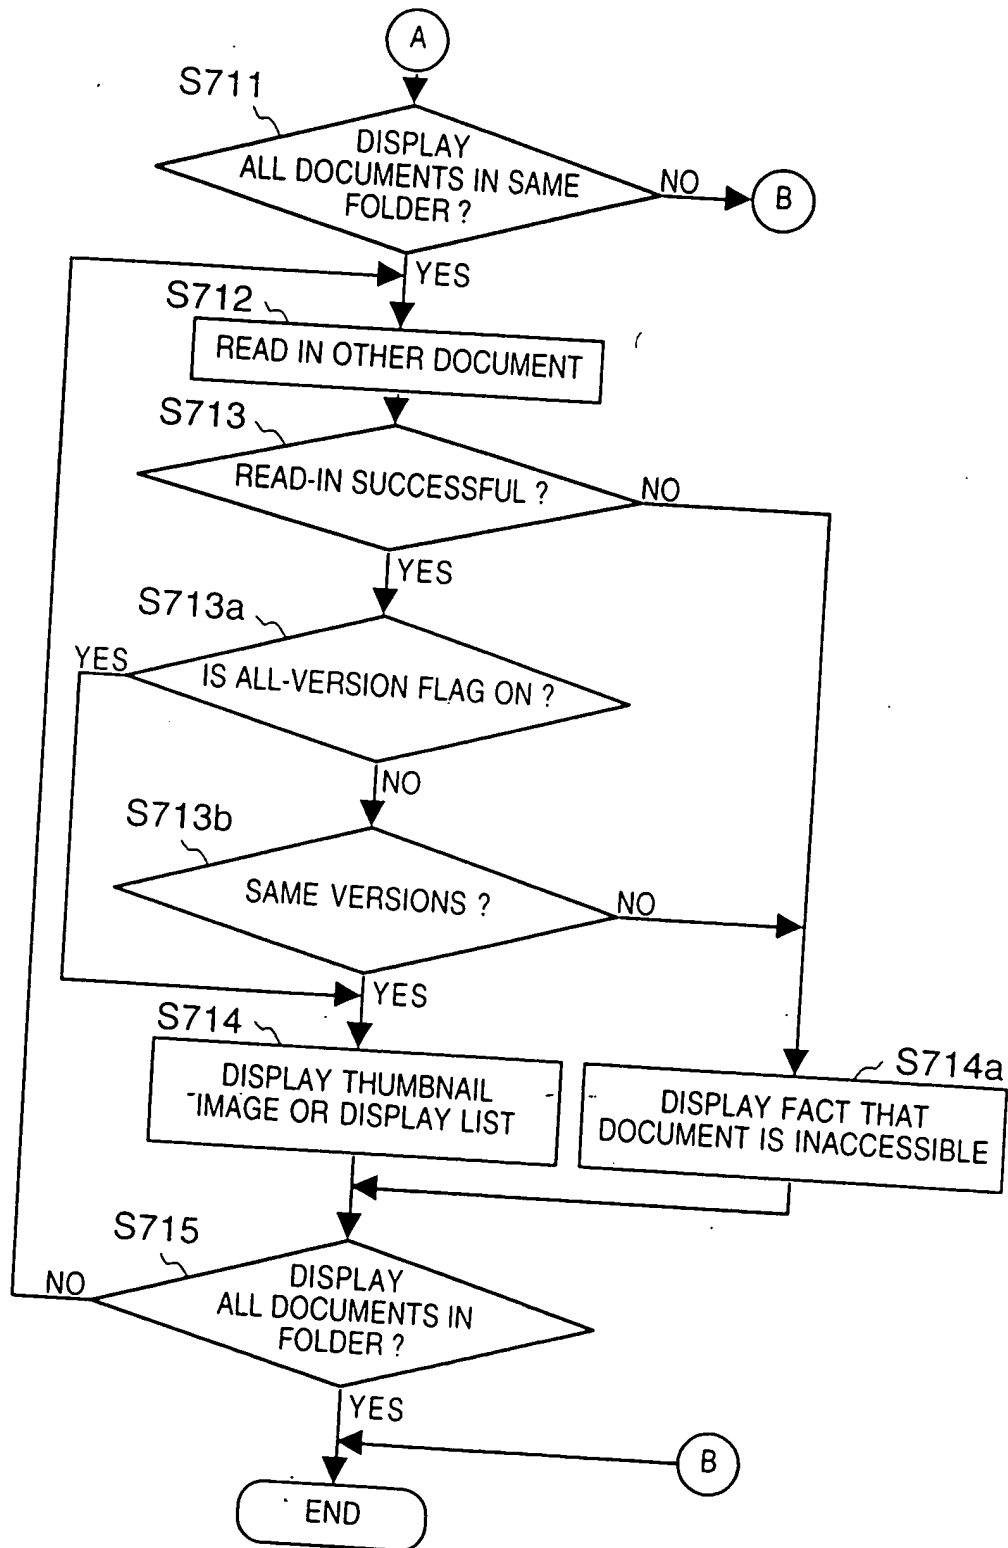 A
S711
DISPLAY
ALL DOCUMENTS IN SAME
FOLDER ?
NO
B
YES
S712
READ IN OTHER DOCUMENT
S713
READ-IN SUCCESSFUL ?
NO
YES
S713a
YES
IS ALL-VERSION FLAG ON ?
NO
S713b
SAME VERSIONS ?
NO
YES
S714
DISPLAY THUMBNAIL
IMAGE OR DISPLAY LIST
S714a
DISPLAY FACT THAT
DOCUMENT IS INACCESSIBLE
S715
NO
DISPLAY
ALL DOCUMENTS IN
FOLDER ?
YES
B
END